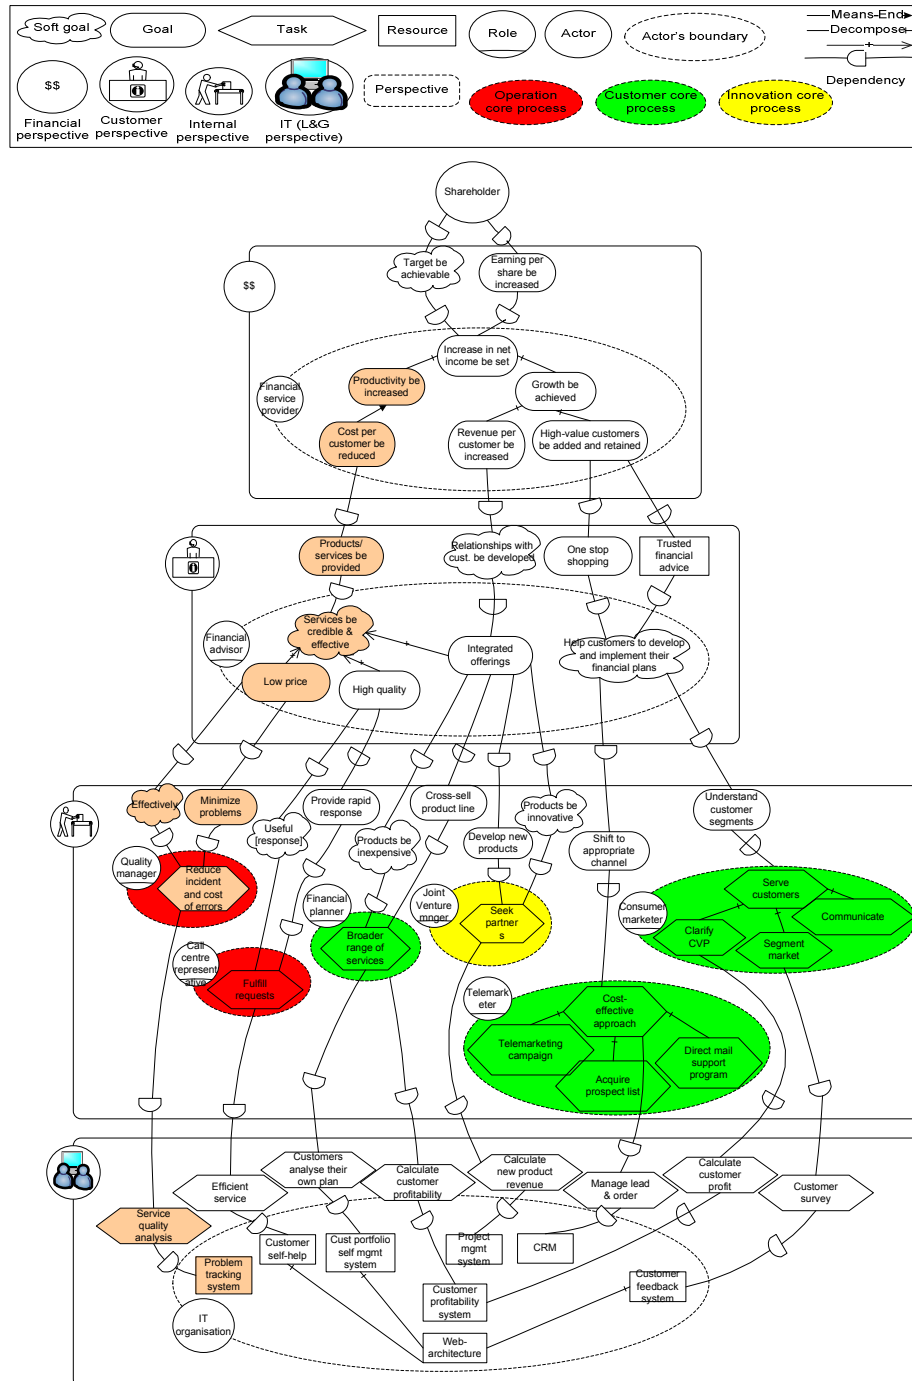 Soft goal
Goal
Task
Resource
Role
Actor
Actor's boundary
Means-End
Decompose
+
Dependency
$$
Financial
perspective
Customer
perspective
Internal
perspective
IT (L&G
perspective)
Perspective
Operation
core process
Customer core
process
Innovation core
process
Shareholder
Target be
achievable
Earning per
share be
increased
$$
Increase in net
income be set
Financial
service
provider
Productivity be
increased
Growth be
achieved
Cost per
customer be
reduced
Revenue per
customer be
increased
High-value customers
be added and retained
Products/
services be
provided
Relationships with
cust. be developed
One stop
shopping
Trusted
financial
advice
Financial
advisor
Services be
credible &
effective
Integrated
offerings
Help customers to develop
and implement their
financial plans
Low price
High quality
Effectively
Minimize
problems
Useful
[response]
Provide rapid
response
Products be
inexpensive
Cross-sell
product line
Develop new
products
Products be
innovative
Shift to
appropriate
channel
Understand
customer
segments
Quality
manager
Reduce
incident
and cost
of errors
Call
centre
represent
ative
Fulfill
requests
Financial
planner
Broader
range of
services
Joint
Venture
mnger
Seek
partner
s
Consumer
marketer
Serve
customers
Clarify
CVP
Segment
market
Communicate
Telemark
eter
Cost-
effective
approach
Telemarketing
campaign
Acquire
prospect list
Direct mail
support
program
Service
quality
analysis
Efficient
service
Customers
analyse their
own plan
Calculate
customer
profitability
Calculate
new product
revenue
Manage lead
& order
Calculate
customer
profit
Customer
survey
Problem
tracking
system
Customer
self-help
Cust portfolio
self mgmt
system
Project
mgmt system
CRM
Customer
profitability
system
Customer
feedback
system
IT
organisation
Web-
architecture